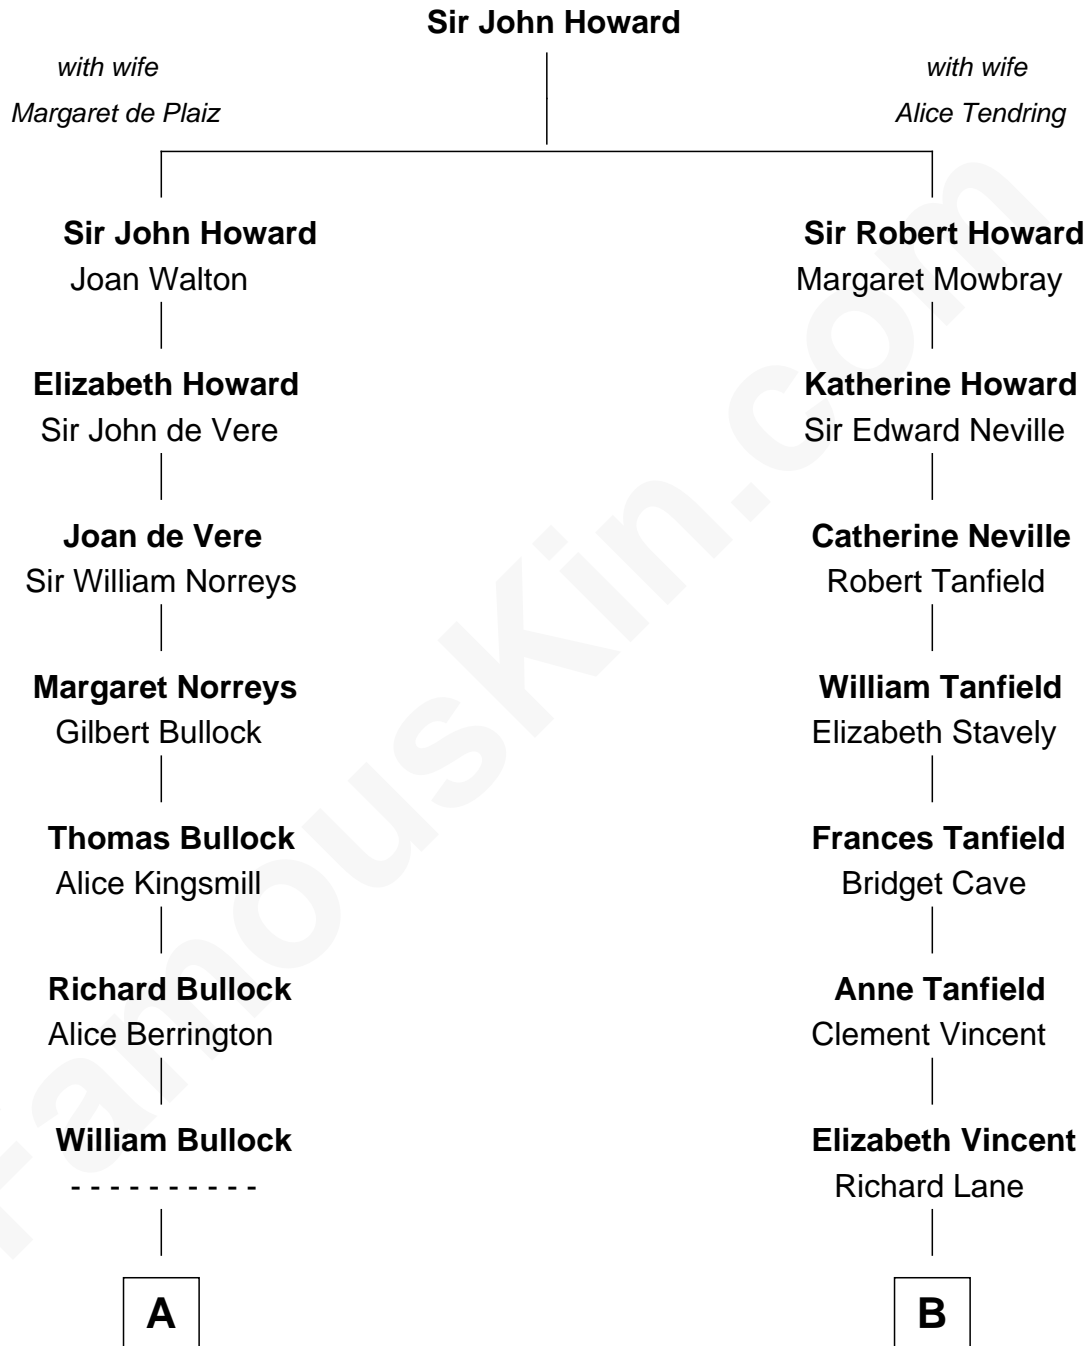 Sir John Howard
with wife
Margaret de Plaiz
with wife
Alice Tendring
Sir John Howard
Joan Walton
Sir Robert Howard
Margaret Mowbray
Elizabeth Howard
Sir John de Vere
Katherine Howard
Sir Edward Neville
Joan de Vere
Sir William Norreys
Catherine Neville
Robert Tanfield
Margaret Norreys
Gilbert Bullock
William Tanfield
Elizabeth Stavely
Thomas Bullock
Alice Kingsmill
Frances Tanfield
Bridget Cave
Richard Bullock
Alice Berrington
Anne Tanfield
Clement Vincent
William Bullock
- - - - - - - - - -
Elizabeth Vincent
Richard Lane
A
B
FamousKin.com